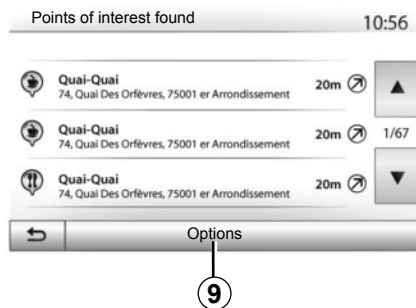 Points of interest found 10:56
Quai-Quai
74, Quai Des Orfèvres, 75001 er Arrondissement
20m
Quai-Quai
74, Quai Des Orfèvres, 75001 er Arrondissement
20m
1/67
Quai-Quai
74, Quai Des Orfèvres, 75001 er Arrondissement
20m
Options
9